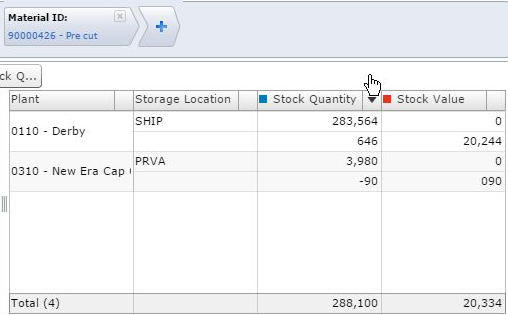 Material ID:
90000426 - Pre cut
ck Q...
Plant Storage Location Stock Quantity Stock Value
0110 - Derby SHIP 283,564 0
646 20,244
0310 - New Era Cap PRVA 3,980 0
-90 090
Total (4) 288,100 20,334